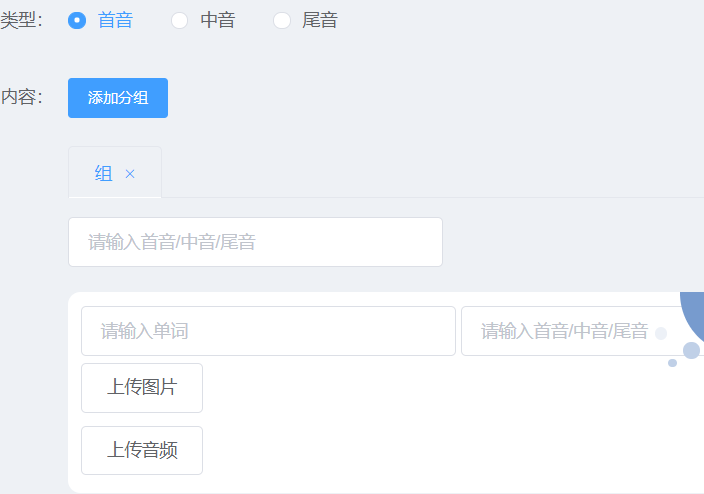 类型： 首音 中音 尾音
内容： 添加分组
组 ×
请输入首音/中音/尾音
请输入单词 请输入首音/中音/尾音
上传图片
上传音频